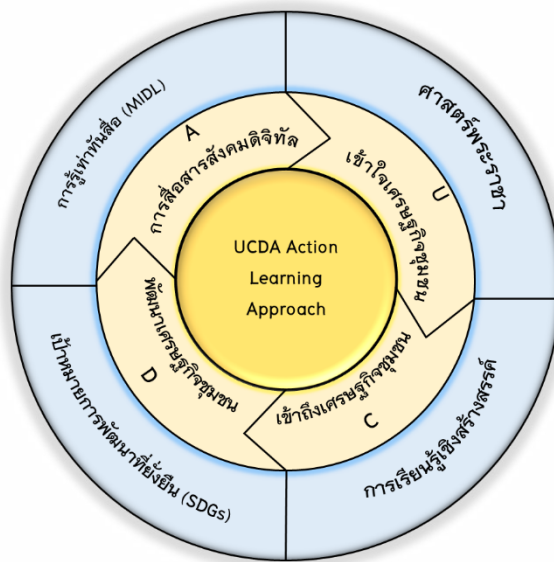 UCDA Action
Learning
Approach
U
เข้าใจเศรษฐกิจชุมชน
ศาสตร์พระราชา
C
เข้าถึงเศรษฐกิจชุมชน
การเรียนรู้เชิงสร้างสรรค์
D
พัฒนาเศรษฐกิจชุมชน
เป้าหมายการพัฒนาที่ยั่งยืน (SDGs)
A
การสื่อสารสังคมดิจิทัล
การรู้เท่าทันสื่อ (MIDL)